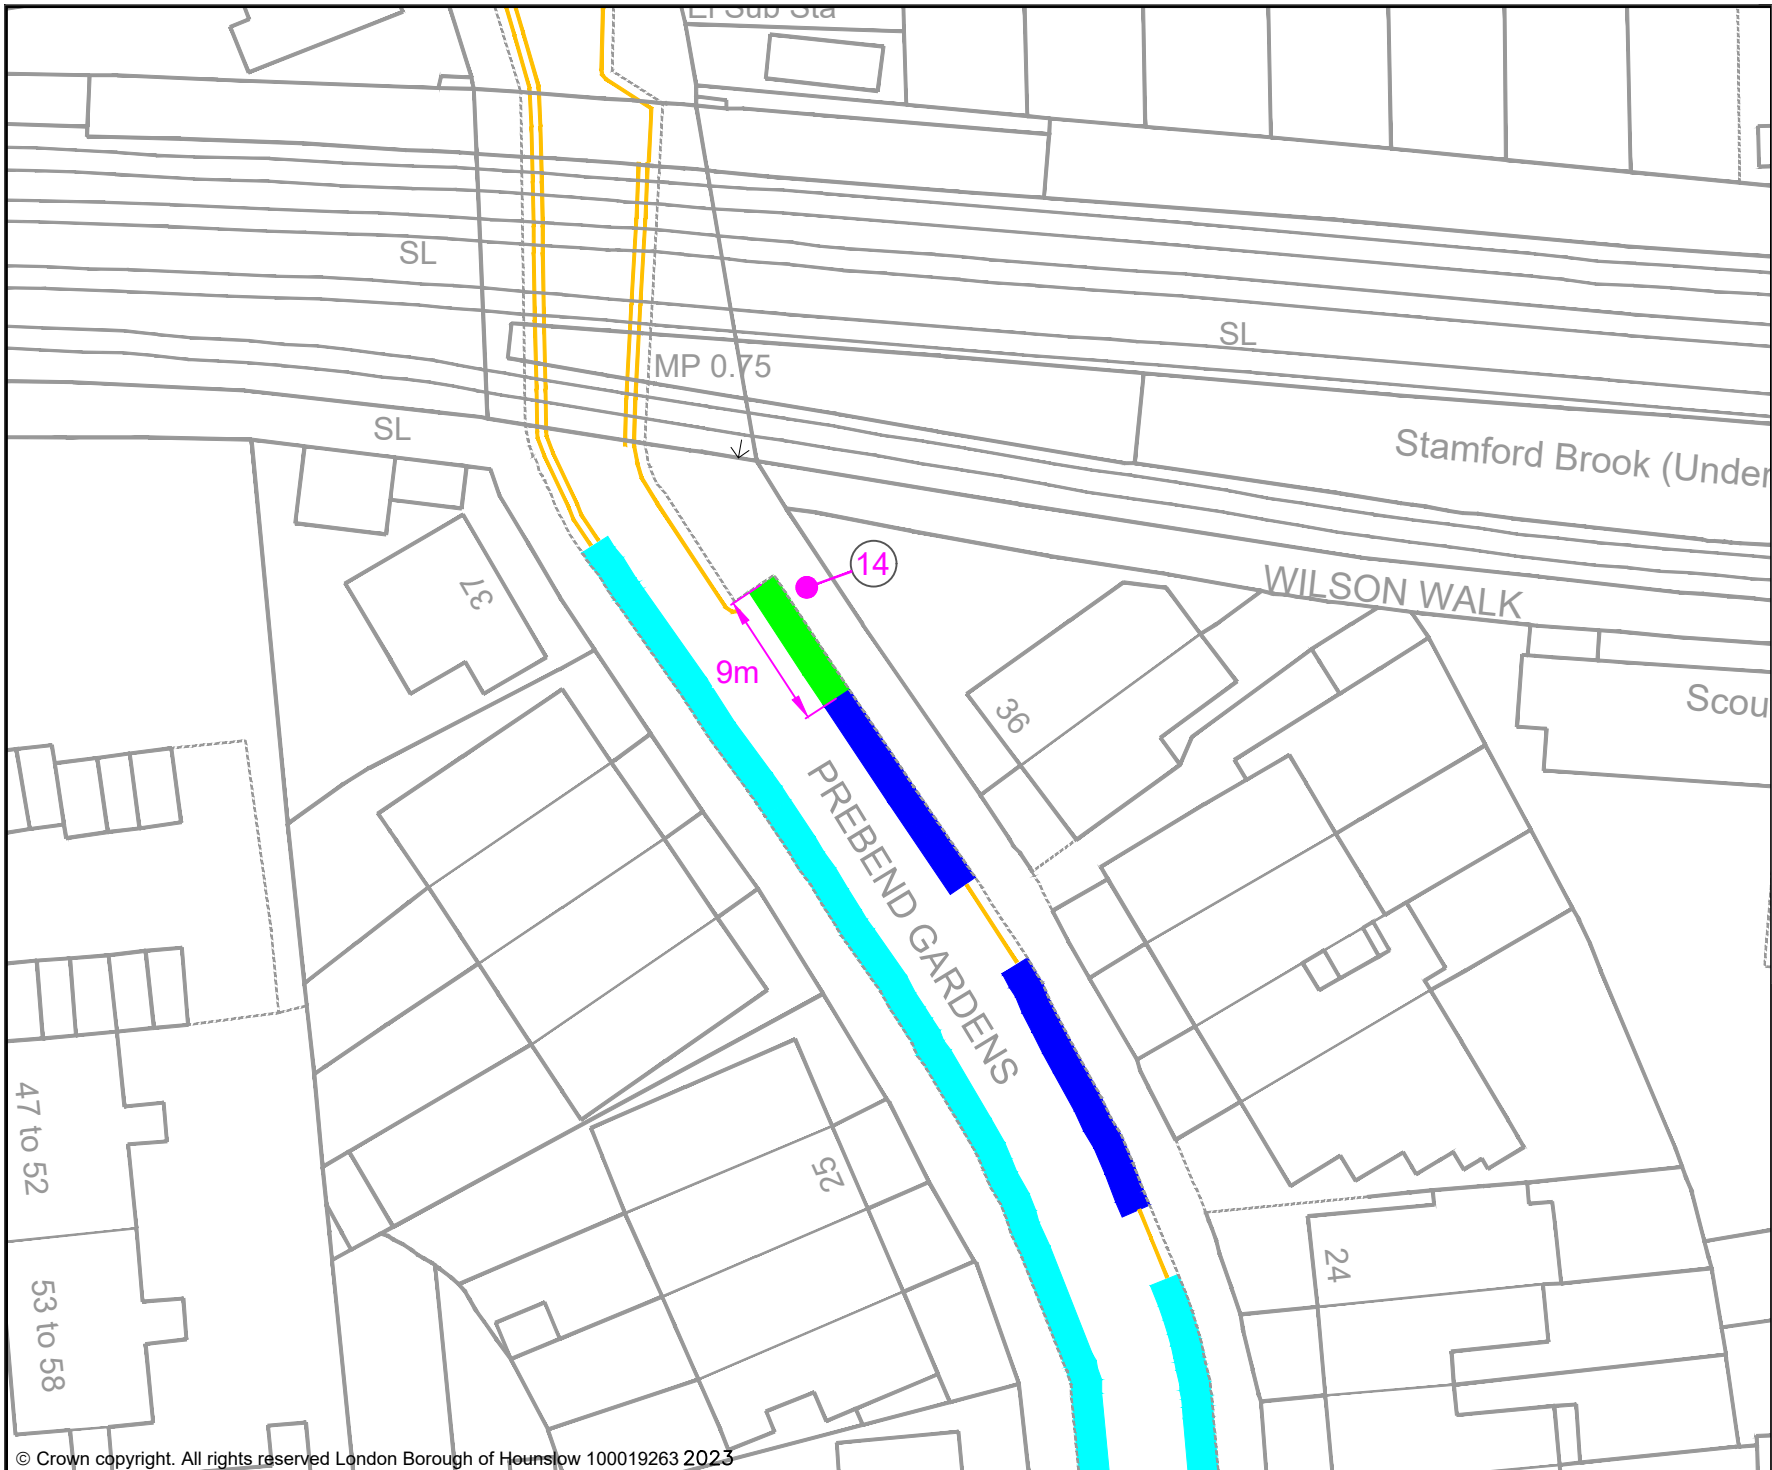 El Sub Sta
SL
SL
MP 0.75
SL
Stamford Brook (Under
14
WILSON WALK
37
9m
36
Scou
PREBEND GARDENS
47 to 52
25
24
53 to 58
© Crown copyright. All rights reserved London Borough of Hounslow 100019263 2023